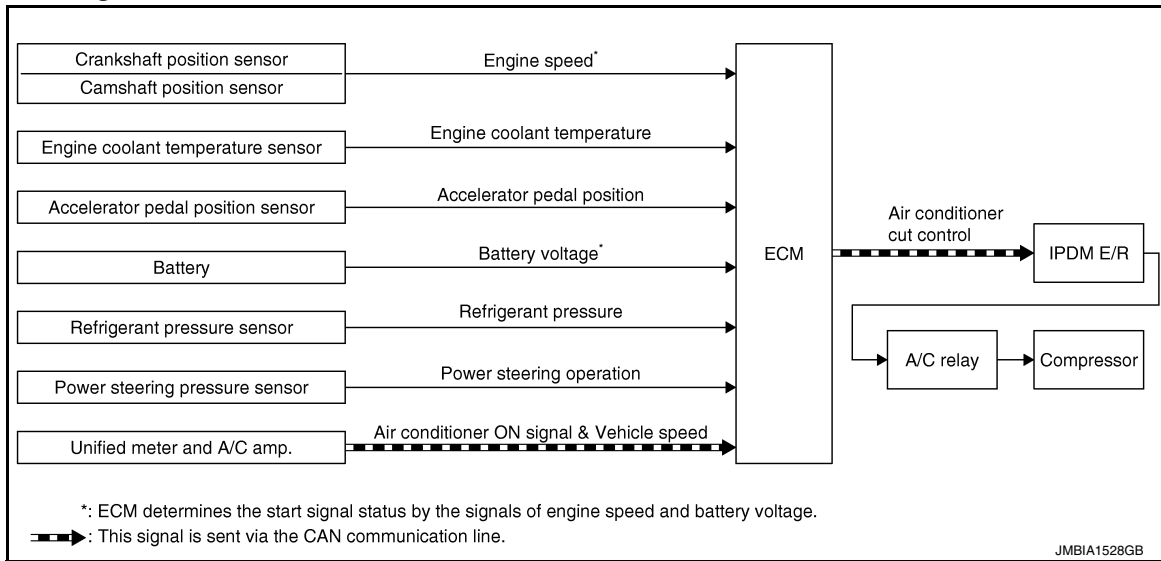 Crankshaft position sensor
Camshaft position sensor
Engine speed*
Engine coolant temperature sensor
Engine coolant temperature
Accelerator pedal position sensor
Accelerator pedal position
Battery
Battery voltage*
Refrigerant pressure sensor
Refrigerant pressure
Power steering pressure sensor
Power steering operation
Unified meter and A/C amp.
Air conditioner ON signal & Vehicle speed
ECM
Air conditioner
cut control
IPDM E/R
A/C relay
Compressor
*: ECM determines the start signal status by the signals of engine speed and battery voltage.
: This signal is sent via the CAN communication line.
JMBIA1528GB